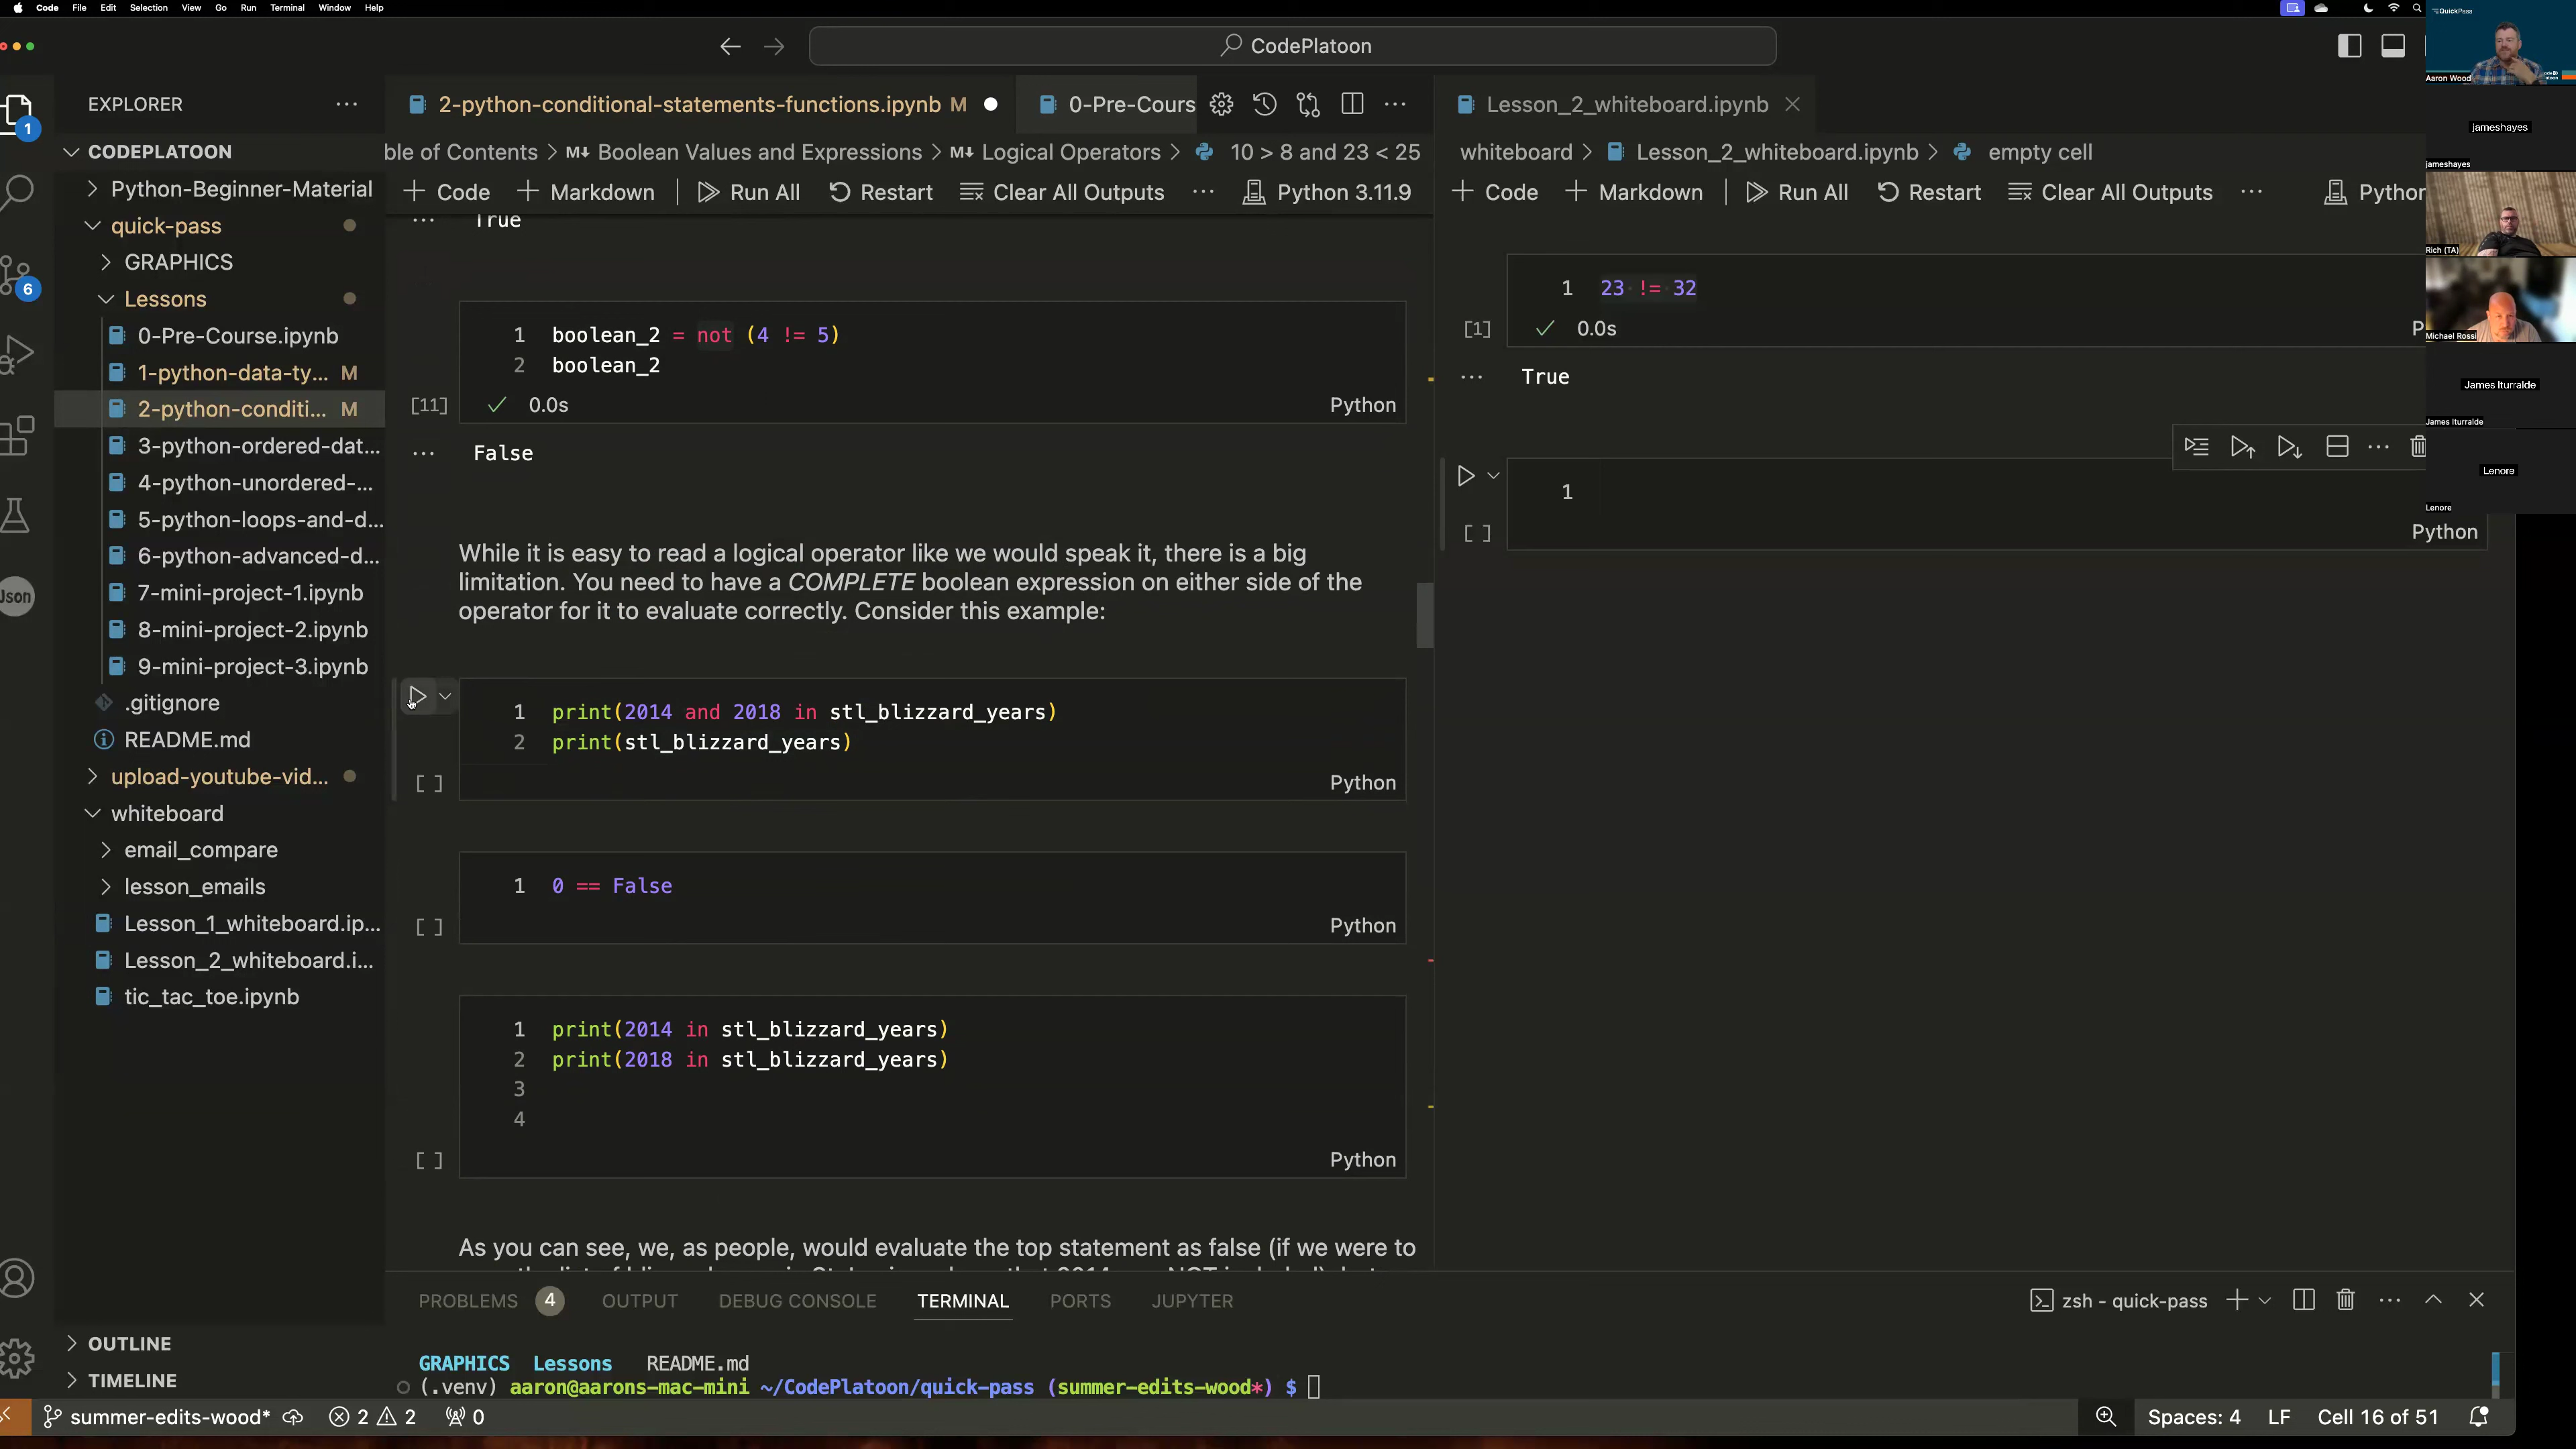 Code File Edit Selection View Go Run Terminal Window Help
CodePlatoon
EXPLORER
1
6
Json
CODEPLATOON
Python-Beginner-Material
quick-pass
GRAPHICS
Lessons
0-Pre-Course.ipynb
1-python-data-ty... M
2-python-conditi... M
3-python-ordered-dat...
4-python-unordered-...
5-python-loops-and-d...
6-python-advanced-d...
7-mini-project-1.ipynb
8-mini-project-2.ipynb
9-mini-project-3.ipynb
.gitignore
README.md
upload-youtube-vid...
whiteboard
email_compare
lesson_emails
Lesson_1_whiteboard.ip...
Lesson_2_whiteboard.i...
tic_tac_toe.ipynb
OUTLINE
TIMELINE
2-python-conditional-statements-functions.ipynb M
0-Pre-Cours
ble of Contents > M↓ Boolean Values and Expressions > M↓ Logical Operators > 10 > 8 and 23 < 25
+ Code + Markdown | Run All Restart Clear All Outputs ... Python 3.11.9
... True
1 boolean_2 = not (4 != 5)
2 boolean_2
[11] ✓ 0.0s Python
... False
While it is easy to read a logical operator like we would speak it, there is a big
limitation. You need to have a COMPLETE boolean expression on either side of the
operator for it to evaluate correctly. Consider this example:
1 print(2014 and 2018 in stl_blizzard_years)
2 print(stl_blizzard_years)
[ ] Python
1 0 == False
[ ] Python
1 print(2014 in stl_blizzard_years)
2 print(2018 in stl_blizzard_years)
3
4
[ ] Python
As you can see, we, as people, would evaluate the top statement as false (if we were to
Lesson_2_whiteboard.ipynb
whiteboard > Lesson_2_whiteboard.ipynb > empty cell
+ Code + Markdown | Run All Restart Clear All Outputs ... Python
1 23 != 32
[1] ✓ 0.0s P
... True
1
[ ] Python
PROBLEMS 4 OUTPUT DEBUG CONSOLE TERMINAL PORTS JUPYTER
zsh - quick-pass
GRAPHICS Lessons README.md
(.venv) aaron@aarons-mac-mini ~/CodePlatoon/quick-pass (summer-edits-wood*) $
summer-edits-wood* 2 2 0
Spaces: 4 LF Cell 16 of 51
QuickPass
Aaron Wood
jameshayes
jameshayes
Rich (TA)
Michael Rossi
James Iturralde
James Iturralde
Lenore
Lenore